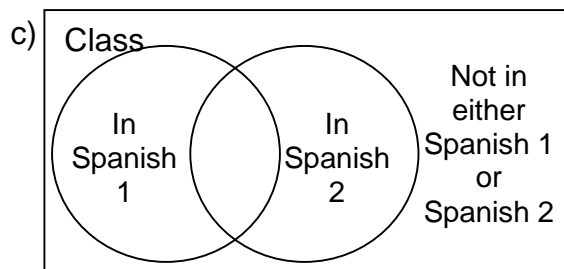 c)
Class
In
Spanish
1
In
Spanish
2
Not in
either
Spanish 1
or
Spanish 2